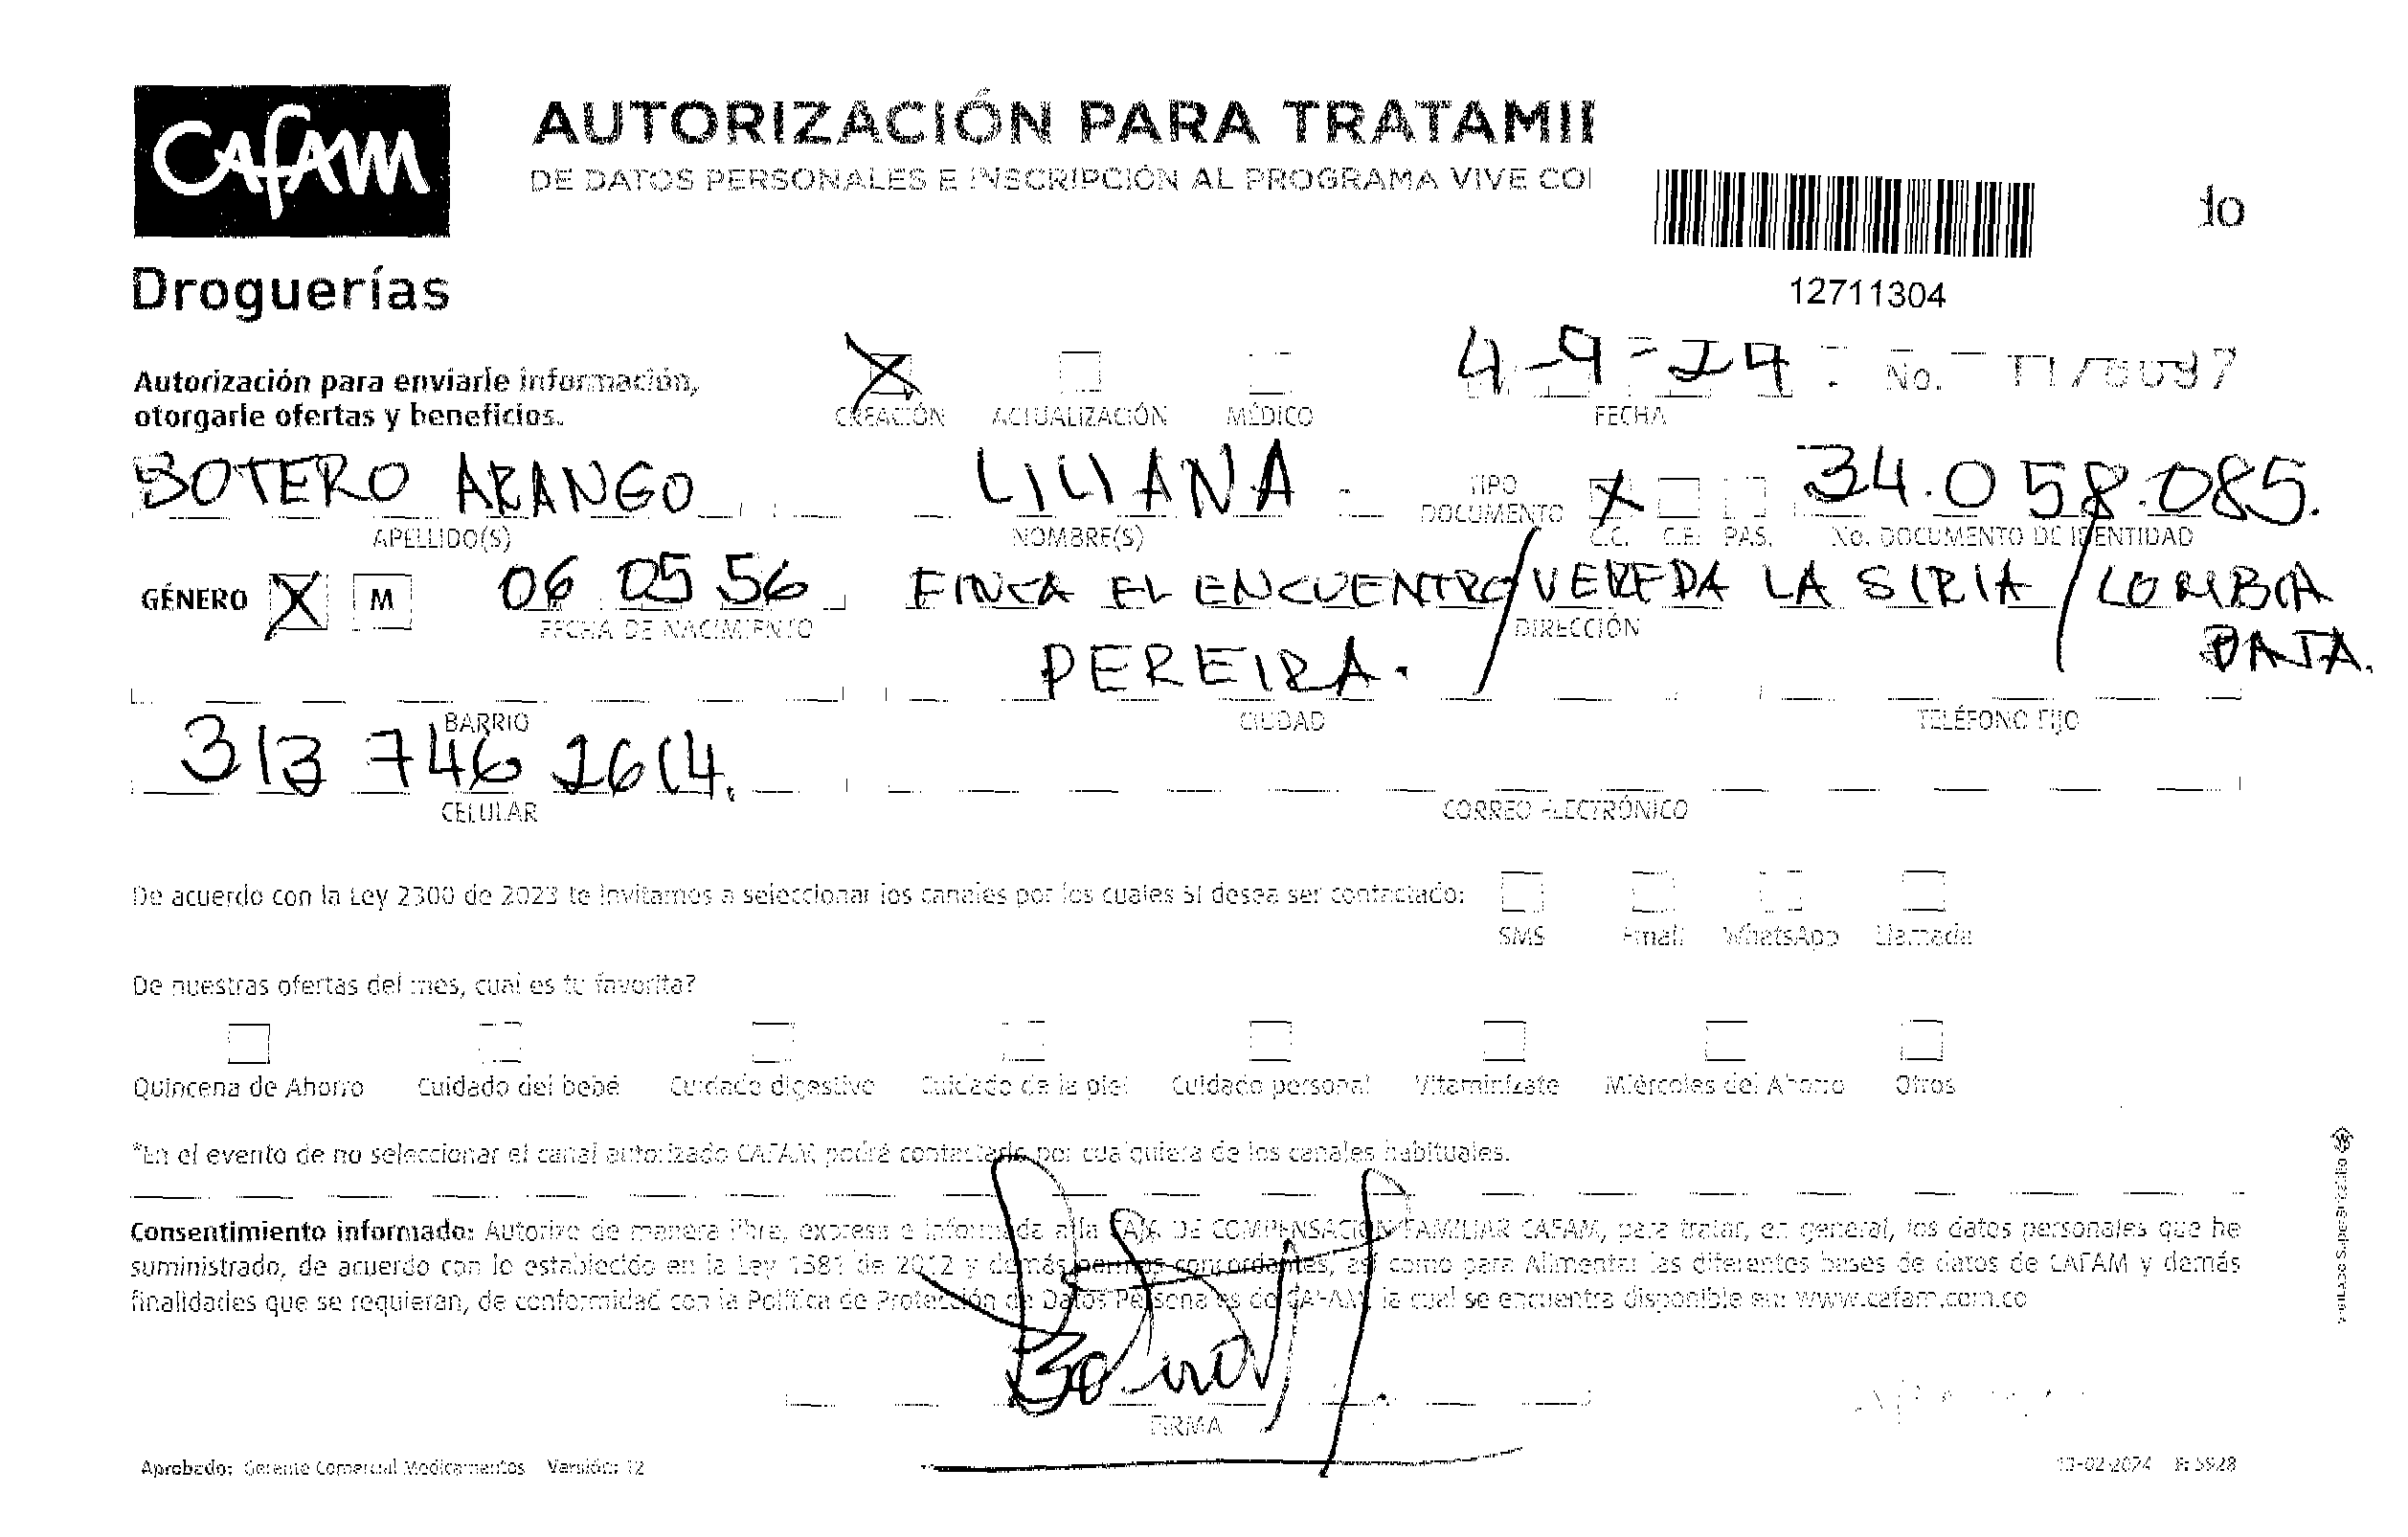 CAFAM
Droguerías
AUTORIZACIÓN PARA TRATAMI
DE DATOS PERSONALES E INSCRIPCIÓN AL PROGRAMA VIVE CO
do
12711304
Autorización para enviarle información,
otorgarle ofertas y beneficios.
X CREACIÓN ACTUALIZACIÓN MÉDICO
4-9-24 No.
FECHA
BOTERO ARANGO LILIANA TIPO DOCUMENTO X 34.058.085.
APELLIDO(S) NOMBRE(S) C.C. C.E. PAS. No. DOCUMENTO DE IDENTIDAD
GÉNERO X M 06 05 56 FINCA EL ENCUENTRO/VEREDA LA SIRIA/COMBIA
FECHA DE NACIMIENTO DIRECCIÓN
PEREIRA. BAJA.
BARRIO CIUDAD TELÉFONO FIJO
313 746 2614.
CELULAR CORREO ELECTRÓNICO
De acuerdo con la Ley 2300 de 2023 te invitamos a seleccionar los canales por los cuales SI desea ser contactado:
SMS Email WhatsApp Llamada
De nuestras ofertas del mes, cual es tu favorita?
Quincena de Ahorro Cuidado del bebé Cuidado digestivo Cuidado de la piel Cuidado personal Vitamínizate Miércoles del Ahorro Otros
*En el evento de no seleccionar el canal autorizado CAFAM podrá contactarlo por cualquiera de los canales habituales.
Consentimiento informado: Autorizo de manera libre, expresa e informada a la CAJA DE COMPENSACIÓN FAMILIAR CAFAM, para tratar, en general, los datos personales que he
suministrado, de acuerdo con lo establecido en la Ley 1581 de 2012 y demás normas concordantes, así como para Alimentar las diferentes bases de datos de CAFAM y demás
finalidades que se requieran, de conformidad con la Política de Protección de Datos Personales de CAFAM, la cual se encuentra disponible en: www.cafam.com.co
FIRMA
Aprobado: Gerente Comercial Medicamentos Versión: 12
13-02-2024 F: 5928